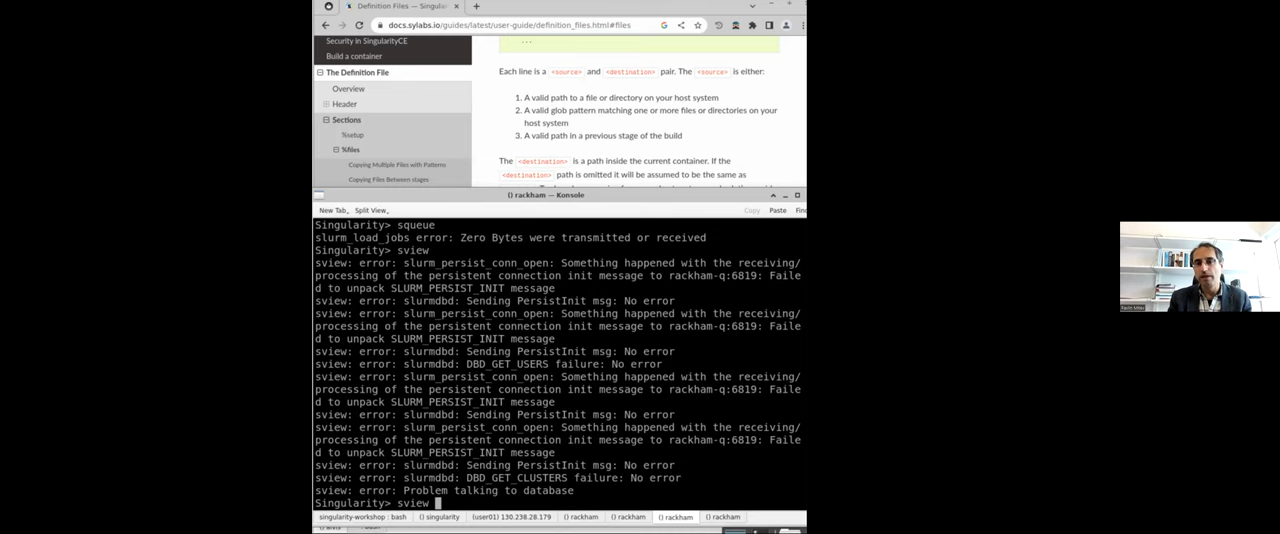 Definition Files — Singulari
docs.sylabs.io/guides/latest/user-guide/definition_files.html#files
Security in SingularityCE
Build a container
The Definition File
Overview
Header
Sections
%setup
%files
Copying Multiple Files with Patterns
Copying Files Between stages
...
Each line is a <source> and <destination> pair. The <source> is either:
1. A valid path to a file or directory on your host system
2. A valid glob pattern matching one or more files or directories on your
host system
3. A valid path in a previous stage of the build
The <destination> is a path inside the current container. If the
<destination> path is omitted it will be assumed to be the same as
() rackham — Konsole
New Tab Split View Copy Paste Find
Singularity> squeue
slurm_load_jobs error: Zero Bytes were transmitted or received
Singularity> sview
sview: error: slurm_persist_conn_open: Something happened with the receiving/
processing of the persistent connection init message to rackham-q:6819: Faile
d to unpack SLURM_PERSIST_INIT message
sview: error: slurmdbd: Sending PersistInit msg: No error
sview: error: slurm_persist_conn_open: Something happened with the receiving/
processing of the persistent connection init message to rackham-q:6819: Faile
d to unpack SLURM_PERSIST_INIT message
sview: error: slurmdbd: Sending PersistInit msg: No error
sview: error: slurmdbd: DBD_GET_USERS failure: No error
sview: error: slurm_persist_conn_open: Something happened with the receiving/
processing of the persistent connection init message to rackham-q:6819: Faile
d to unpack SLURM_PERSIST_INIT message
sview: error: slurmdbd: Sending PersistInit msg: No error
sview: error: slurm_persist_conn_open: Something happened with the receiving/
processing of the persistent connection init message to rackham-q:6819: Faile
d to unpack SLURM_PERSIST_INIT message
sview: error: slurmdbd: Sending PersistInit msg: No error
sview: error: slurmdbd: DBD_GET_CLUSTERS failure: No error
sview: error: Problem talking to database
Singularity> sview
singularity-workshop : bash () singularity (user01) 130.238.28.179 () rackham () rackham () rackham () rackham